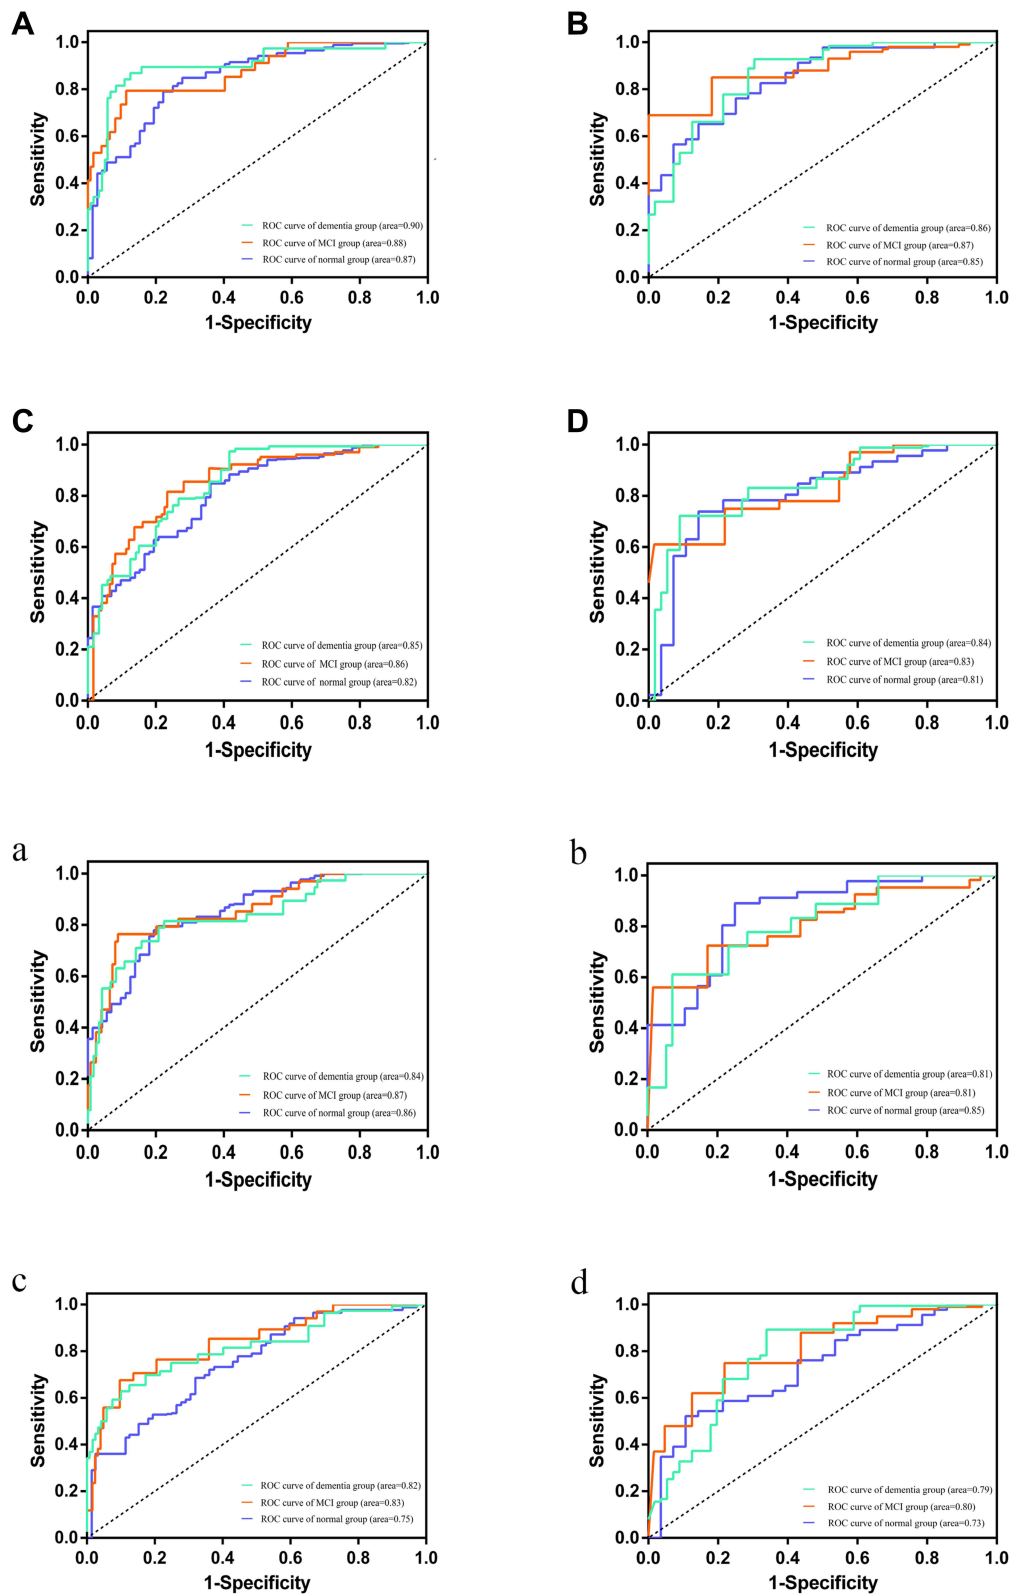 A
1.0
0.8
0.6
0.4
0.2
0.0
Sensitivity
ROC curve of dementia group (area=0.90)
ROC curve of MCI group (area=0.88)
ROC curve of normal group (area=0.87)
0.0 0.2 0.4 0.6 0.8 1.0
1-Specificity
B
1.0
0.8
0.6
0.4
0.2
0.0
Sensitivity
ROC curve of dementia group (area=0.86)
ROC curve of MCI group (area=0.87)
ROC curve of normal group (area=0.85)
0.0 0.2 0.4 0.6 0.8 1.0
1-Specificity
C
1.0
0.8
0.6
0.4
0.2
0.0
Sensitivity
ROC curve of dementia group (area=0.85)
ROC curve of MCI group (area=0.86)
ROC curve of normal group (area=0.82)
0.0 0.2 0.4 0.6 0.8 1.0
1-Specificity
D
1.0
0.8
0.6
0.4
0.2
0.0
Sensitivity
ROC curve of dementia group (area=0.84)
ROC curve of MCI group (area=0.83)
ROC curve of normal group (area=0.81)
0.0 0.2 0.4 0.6 0.8 1.0
1-Specificity
a
1.0
0.8
0.6
0.4
0.2
0.0
Sensitivity
ROC curve of dementia group (area=0.84)
ROC curve of MCI group (area=0.87)
ROC curve of normal group (area=0.86)
0.0 0.2 0.4 0.6 0.8 1.0
1-Specificity
b
1.0
0.8
0.6
0.4
0.2
0.0
Sensitivity
ROC curve of dementia group (area=0.81)
ROC curve of MCI group (area=0.81)
ROC curve of normal group (area=0.85)
0.0 0.2 0.4 0.6 0.8 1.0
1-Specificity
c
1.0
0.8
0.6
0.4
0.2
0.0
Sensitivity
ROC curve of dementia group (area=0.82)
ROC curve of MCI group (area=0.83)
ROC curve of normal group (area=0.75)
0.0 0.2 0.4 0.6 0.8 1.0
1-Specificity
d
1.0
0.8
0.6
0.4
0.2
0.0
Sensitivity
ROC curve of dementia group (area=0.79)
ROC curve of MCI group (area=0.80)
ROC curve of normal group (area=0.73)
0.0 0.2 0.4 0.6 0.8 1.0
1-Specificity